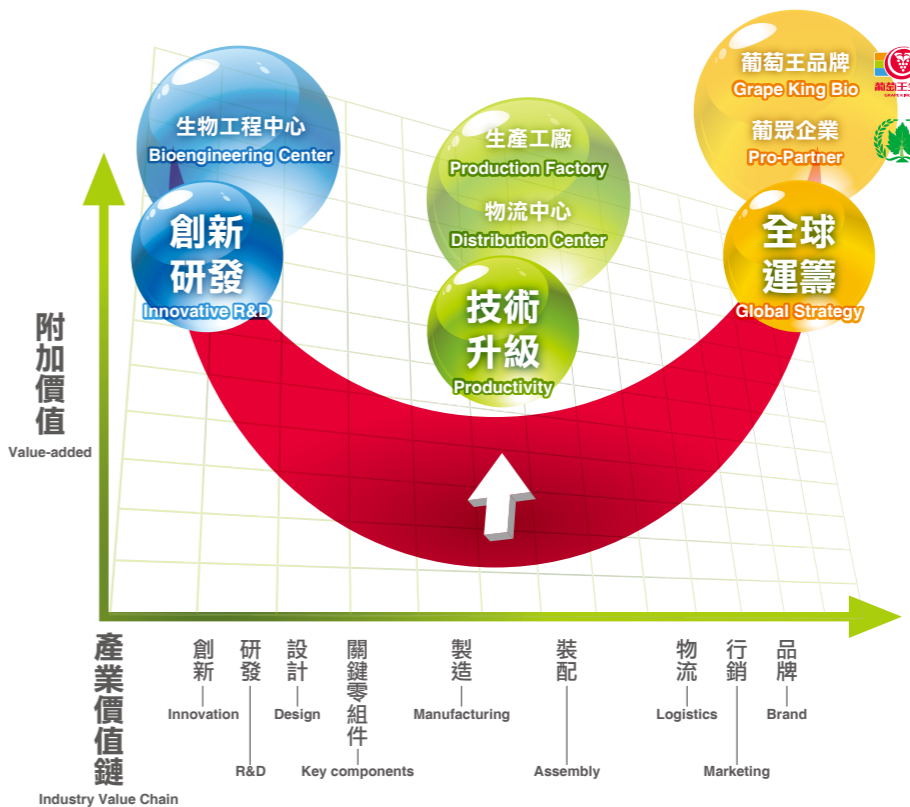 生物工程中心
Bioengineering Center
創新
研發
Innovative R&D
生產工廠
Production Factory
物流中心
Distribution Center
技術
升級
Productivity
葡萄王品牌
Grape King Bio
葡眾企業
Pro-Partner
全球
運籌
Global Strategy
附加價值
Value-added
產業價值鏈
Industry Value Chain
創新
Innovation
研發
R&D
設計
Design
關鍵零組件
Key components
製造
Manufacturing
裝配
Assembly
物流
Logistics
行銷
Marketing
品牌
Brand